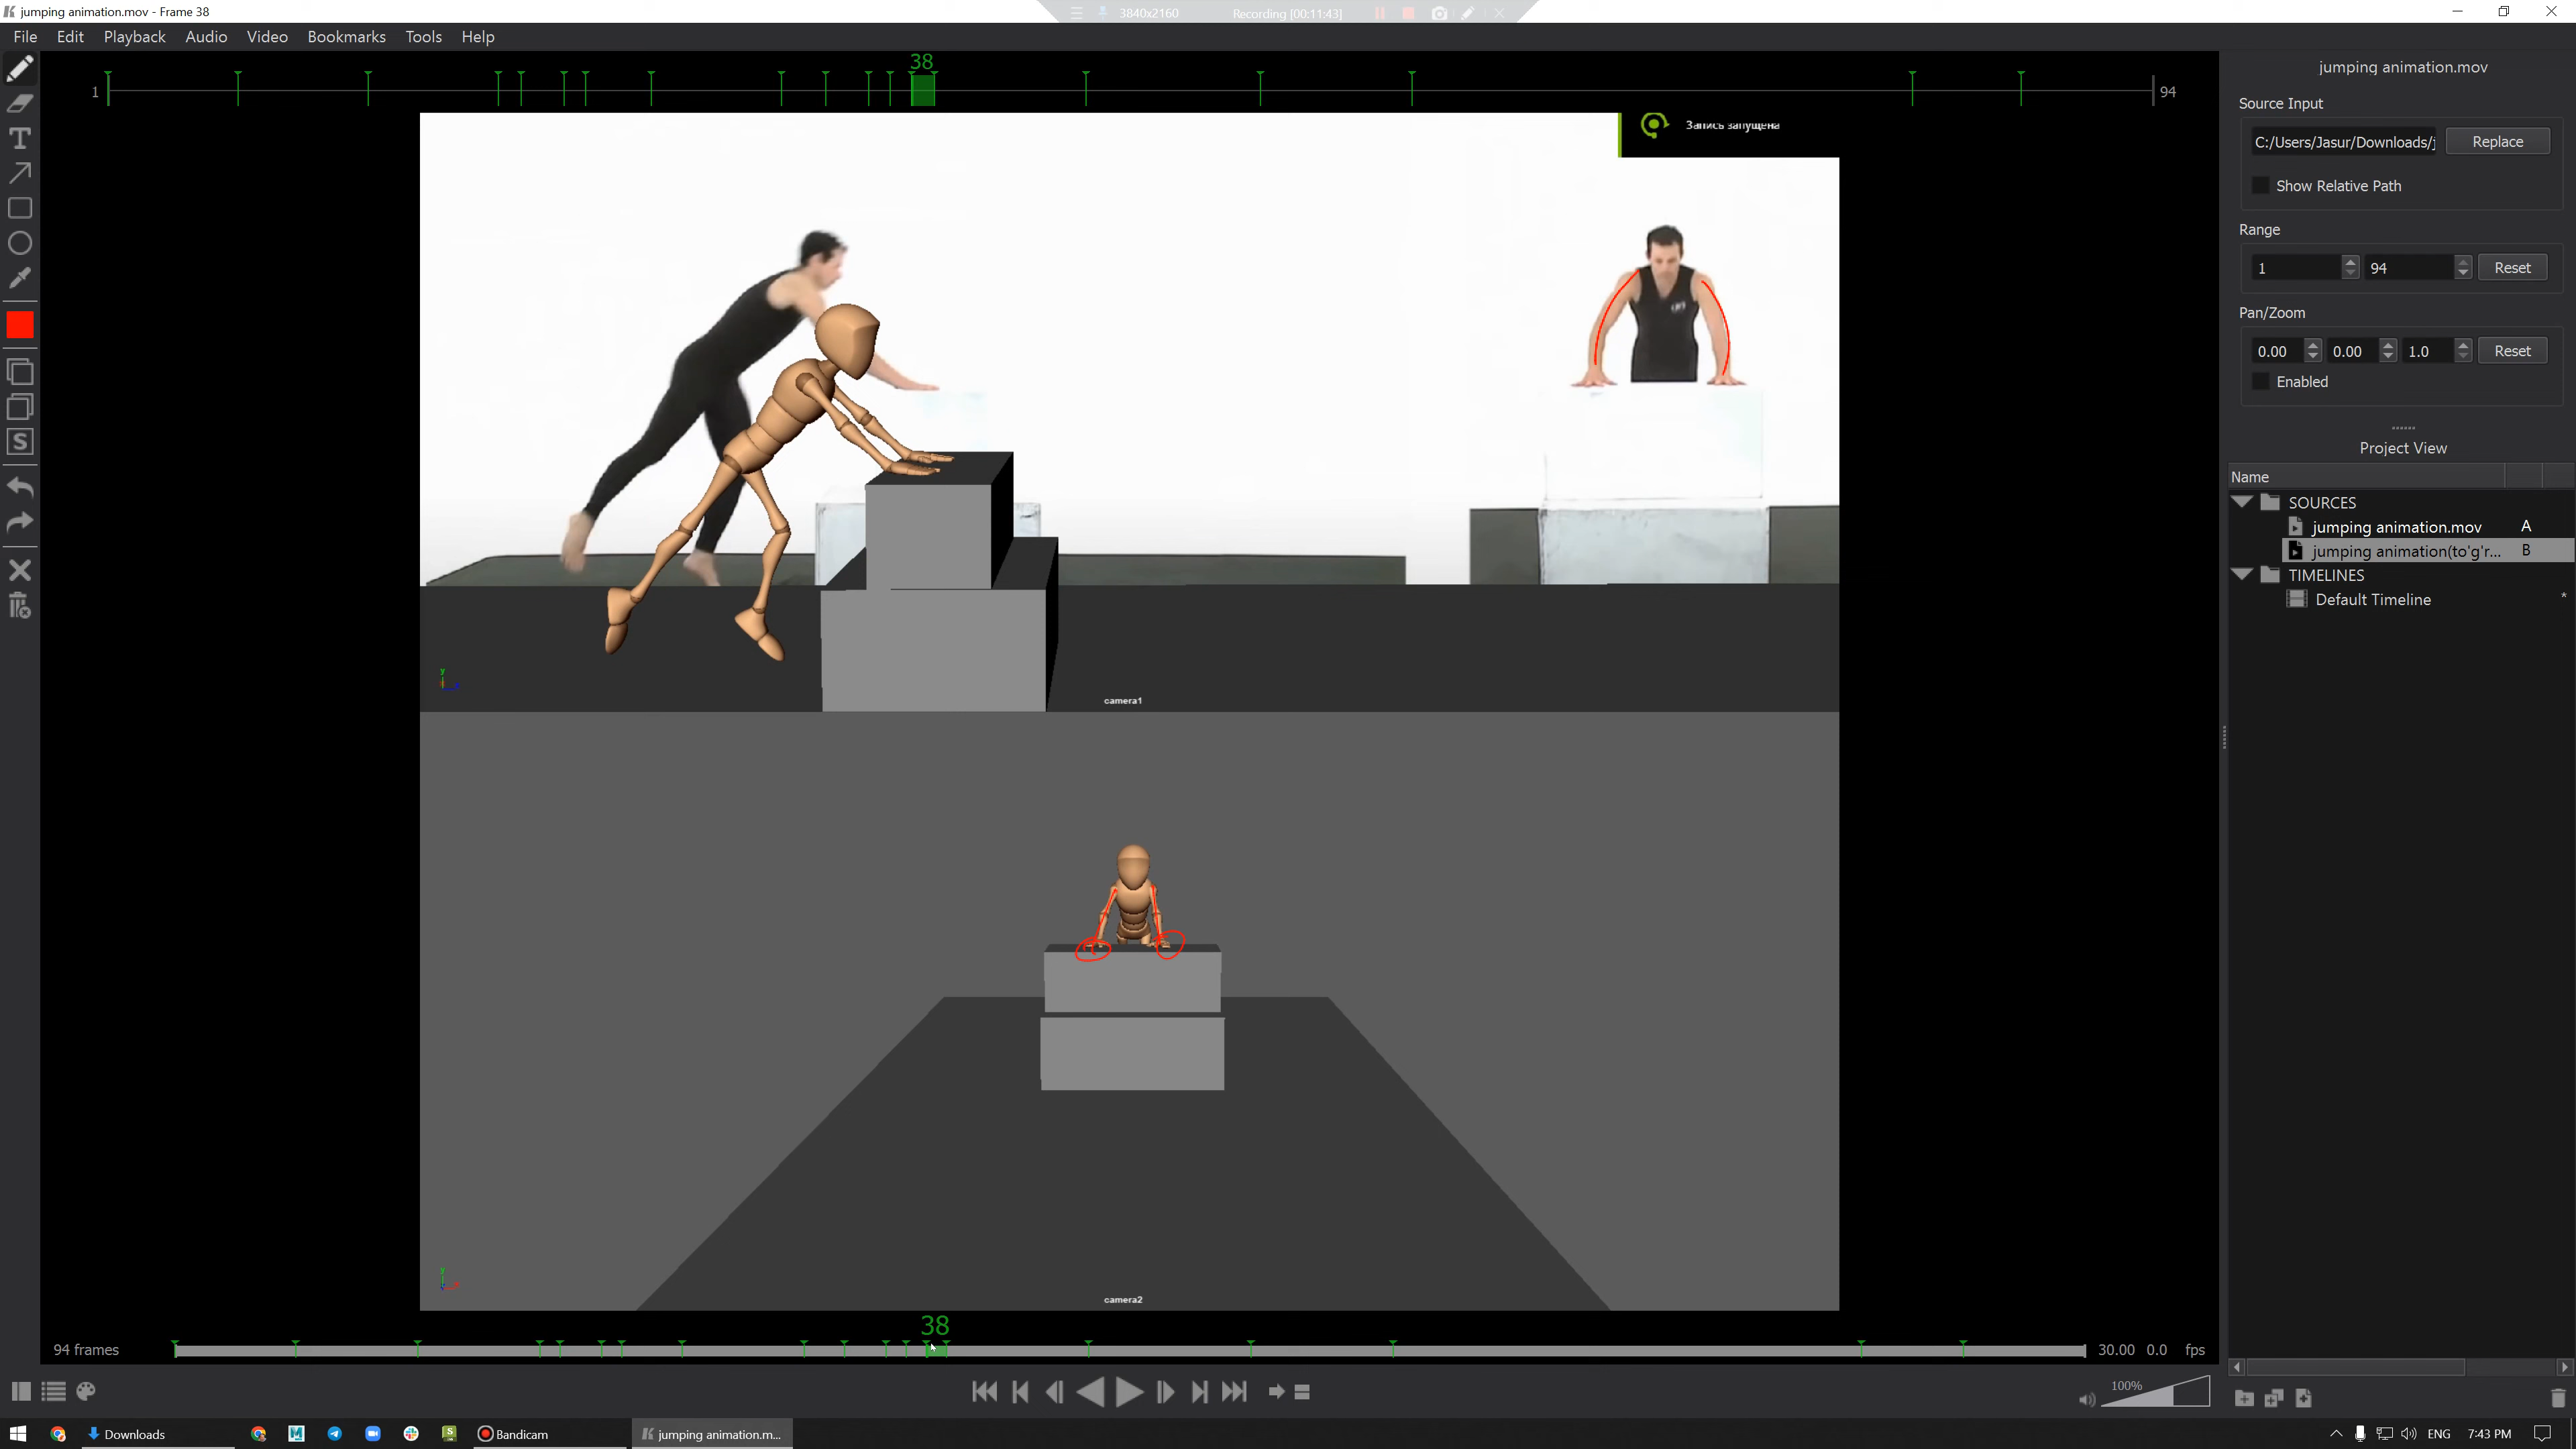 jumping animation.mov - Frame 38
3840x2160
Recording [00:11:43]
File Edit Playback Audio Video Bookmarks Tools Help
38
1
94
Запись запущена
camera1
camera2
38
94 frames
30.00 0.0 fps
100%
jumping animation.mov
Source Input
C:/Users/Jasur/Downloads/j
Replace
Show Relative Path
Range
1
94
Reset
Pan/Zoom
0.00
0.00
1.0
Reset
Enabled
Project View
Name
SOURCES
jumping animation.mov A
jumping animation(to'g'r... B
TIMELINES
Default Timeline *
S
Downloads
Bandicam
jumping animation.m...
ENG
7:43 PM